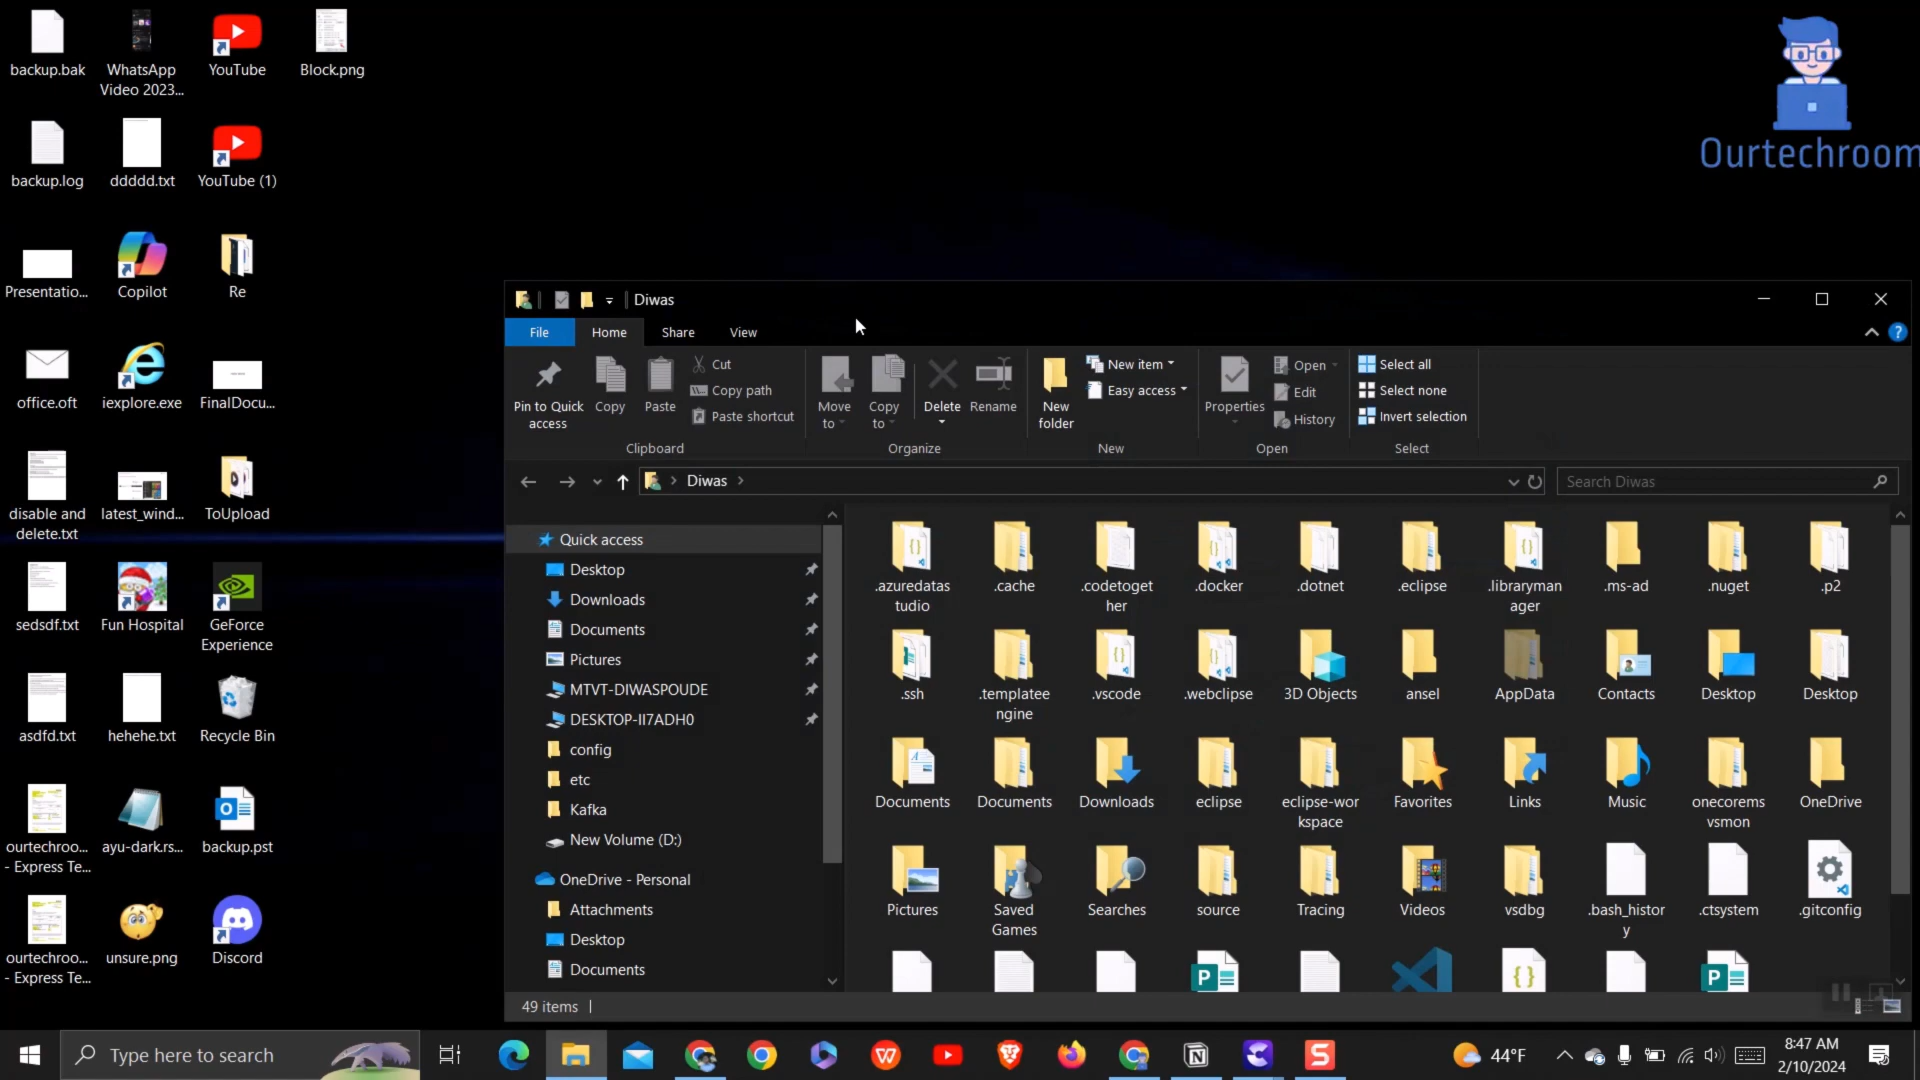 backup.bak
WhatsApp
Video 2023...
YouTube
Block.png
backup.log
ddddd.txt
YouTube (1)
Presentatio...
Copilot
Re
office.oft
iexplore.exe
FinalDocu...
disable and
delete.txt
latest_wind...
ToUpload
sedsdf.txt
Fun Hospital
GeForce
Experience
asdfd.txt
hehehe.txt
Recycle Bin
ourtechroo...
- Express Te...
ayu-dark.rs...
backup.pst
ourtechroo...
- Express Te...
unsure.png
Discord
Ourtechroom
Diwas
File
Home
Share
View
Pin to Quick
access
Copy
Paste
Cut
Copy path
Paste shortcut
Clipboard
Move
to
Copy
to
Delete
Rename
Organize
New
folder
New item
Easy access
New
Properties
Open
Edit
History
Open
Select all
Select none
Invert selection
Select
Diwas
Search Diwas
Quick access
Desktop
Downloads
Documents
Pictures
MTVT-DIWASPOUDE
DESKTOP-II7ADH0
config
etc
Kafka
New Volume (D:)
OneDrive - Personal
Attachments
Desktop
Documents
.azuredatas
tudio
.cache
.codetoget
her
.docker
.dotnet
.eclipse
.libraryman
ager
.ms-ad
.nuget
.p2
.ssh
.templatee
ngine
.vscode
.webclipse
3D Objects
ansel
AppData
Contacts
Desktop
Desktop
Documents
Documents
Downloads
eclipse
eclipse-wor
kspace
Favorites
Links
Music
onecorems
vsmon
OneDrive
Pictures
Saved
Games
Searches
source
Tracing
Videos
vsdbg
.bash_histor
y
.ctsystem
.gitconfig
49 items
Type here to search
44°F
8:47 AM
2/10/2024